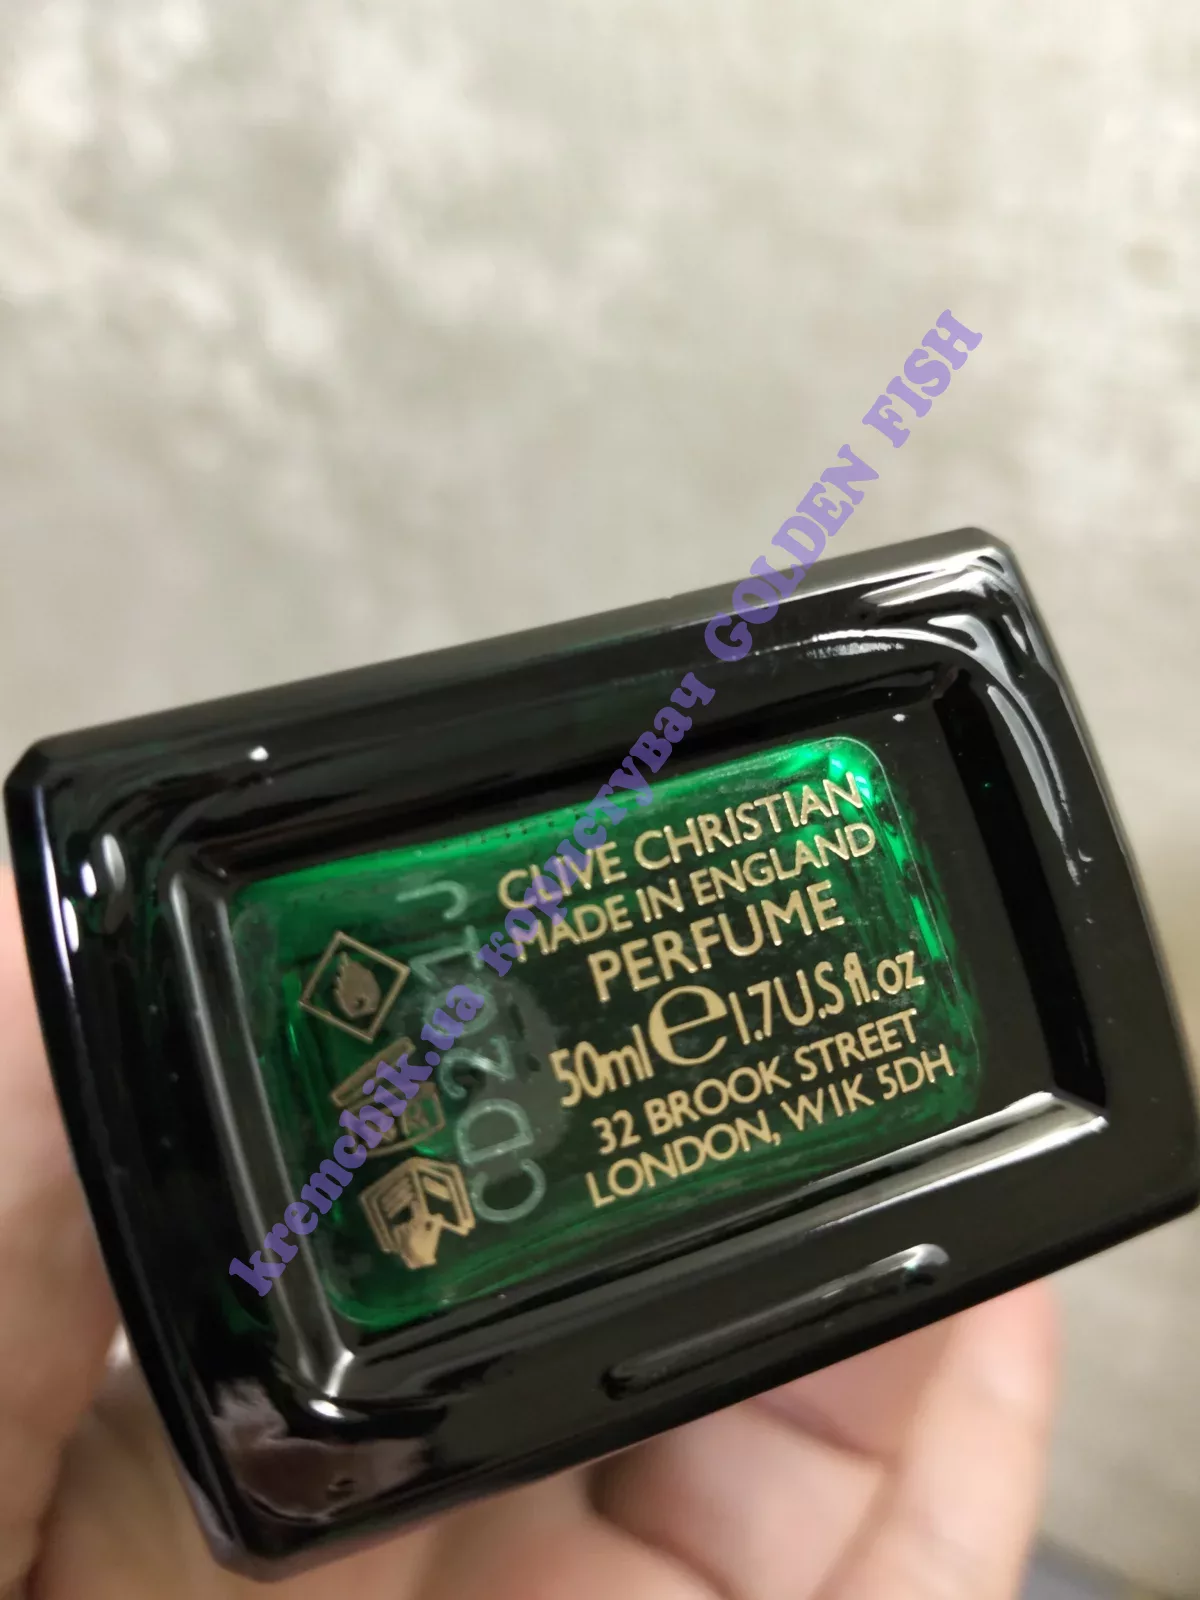 CLIVE CHRISTIAN
MADE IN ENGLAND
PERFUME
50ml e 1.7U.S fl.oz
32 BROOK STREET
LONDON, W1K 5DH
CD2011J
kremchik.ua користувач GOLDEN FISH